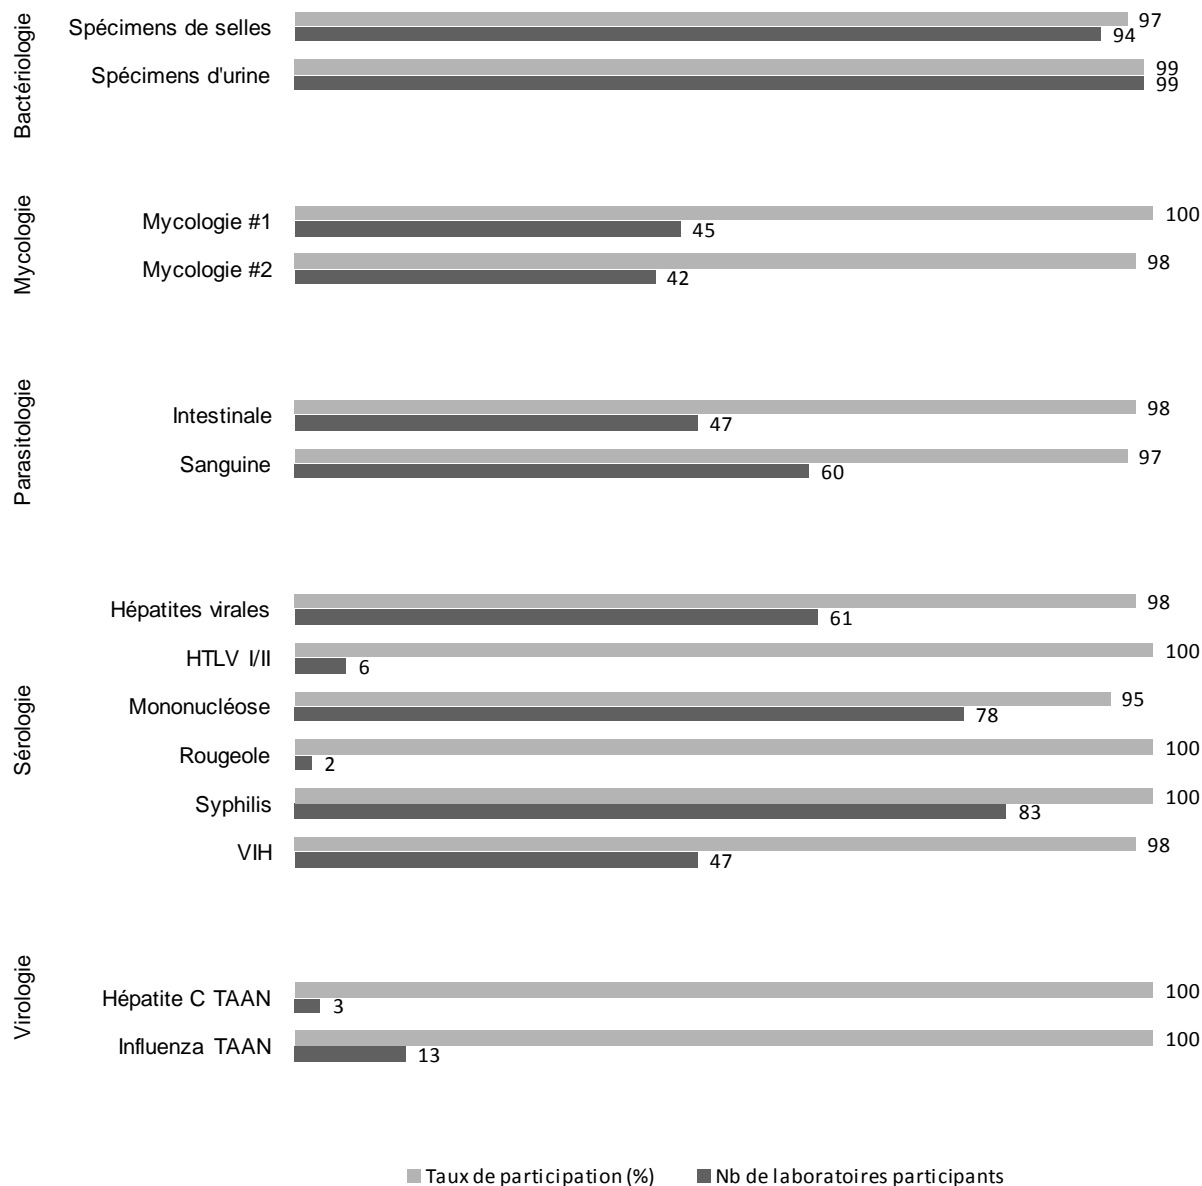 Bactériologie
Spécimens de selles
97
94
Spécimens d'urine
99
99
Mycologie
Mycologie #1
100
45
Mycologie #2
98
42
Parasitologie
Intestinale
98
47
Sanguine
97
60
Sérologie
Hépatites virales
98
61
HTLV I/II
100
6
Mononucléose
95
78
Rougeole
100
2
Syphilis
100
83
VIH
98
47
Virologie
Hépatite C TAAN
100
3
Influenza TAAN
100
13
Taux de participation (%)
Nb de laboratoires participants